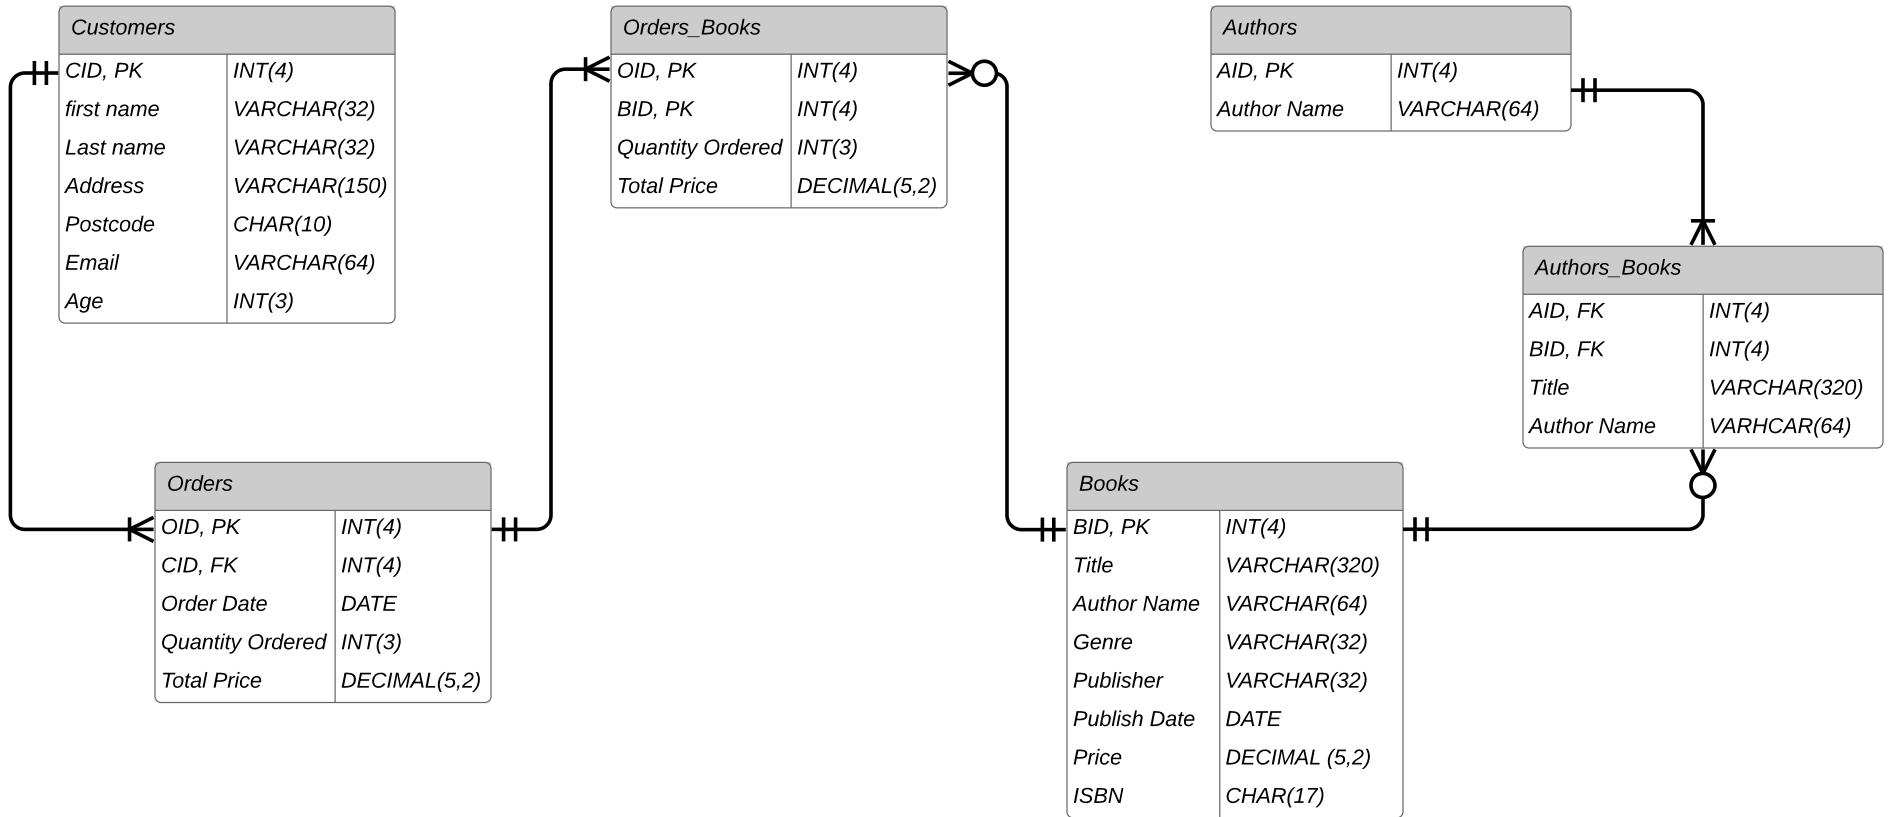 Customers
CID, PK INT(4)
first name VARCHAR(32)
Last name VARCHAR(32)
Address VARCHAR(150)
Postcode CHAR(10)
Email VARCHAR(64)
Age INT(3)
Orders_Books
OID, PK INT(4)
BID, PK INT(4)
Quantity Ordered INT(3)
Total Price DECIMAL(5,2)
Authors
AID, PK INT(4)
Author Name VARCHAR(64)
Authors_Books
AID, FK INT(4)
BID, FK INT(4)
Title VARCHAR(320)
Author Name VARHCAR(64)
Orders
OID, PK INT(4)
CID, FK INT(4)
Order Date DATE
Quantity Ordered INT(3)
Total Price DECIMAL(5,2)
Books
BID, PK INT(4)
Title VARCHAR(320)
Author Name VARCHAR(64)
Genre VARCHAR(32)
Publisher VARCHAR(32)
Publish Date DATE
Price DECIMAL (5,2)
ISBN CHAR(17)